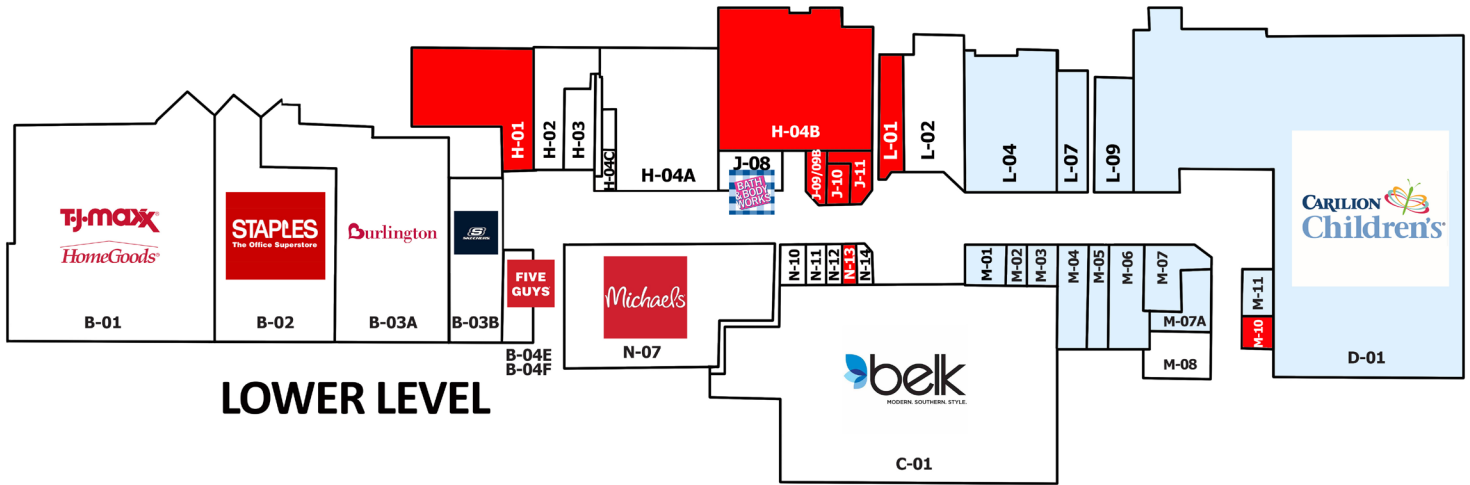 H-01
H-02
H-03
H-04C
H-04A
H-04B
J-08
BATH
& BODY
WORKS
J-09/09B
J-10
J-11
L-01
L-02
L-04
L-07
L-09
T·J·maxx®
HomeGoods®
B-01
STAPLES
The Office Superstore
B-02
Burlington
B-03A
S
SKECHERS
B-03B
FIVE
GUYS
B-04E
B-04F
Michaels
N-07
N-10
N-11
N-12
N-13
N-14
belk
MODERN. SOUTHERN. STYLE.
C-01
M-01
M-02
M-03
M-04
M-05
M-06
M-07
M-07A
M-08
M-11
M-10
CARILION
Children's
D-01
LOWER LEVEL